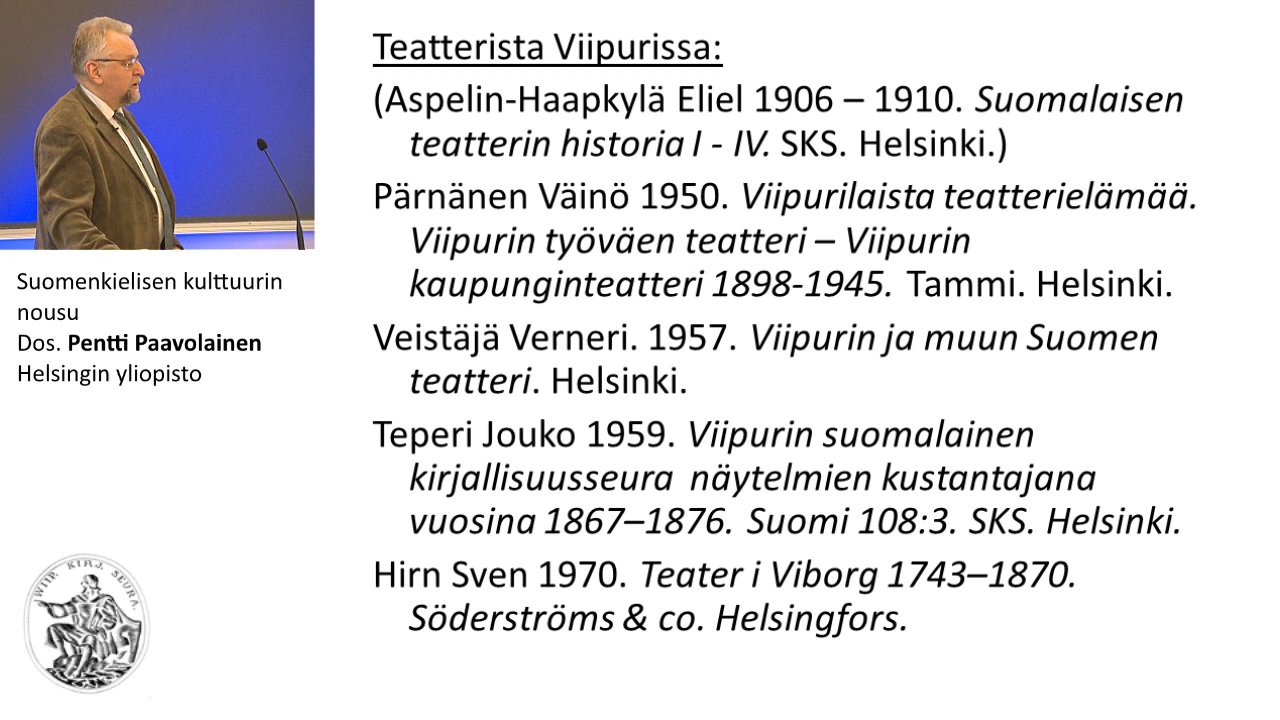 Teatterista Viipurissa:
(Aspelin-Haapkylä Eliel 1906 – 1910. Suomalaisen
teatterin historia I - IV. SKS. Helsinki.)
Pärnänen Väinö 1950. Viipurilaista teatterielämää.
Viipurin työväen teatteri – Viipurin
kaupunginteatteri 1898-1945. Tammi. Helsinki.
Veistäjä Verneri. 1957. Viipurin ja muun Suomen
teatteri. Helsinki.
Teperi Jouko 1959. Viipurin suomalainen
kirjallisuusseura näytelmien kustantajana
vuosina 1867–1876. Suomi 108:3. SKS. Helsinki.
Hirn Sven 1970. Teater i Viborg 1743–1870.
Söderströms & co. Helsingfors.
Suomenkielisen kulttuurin
nousu
Dos. Pentti Paavolainen
Helsingin yliopisto
WIIP. KIRJ. SEURA.